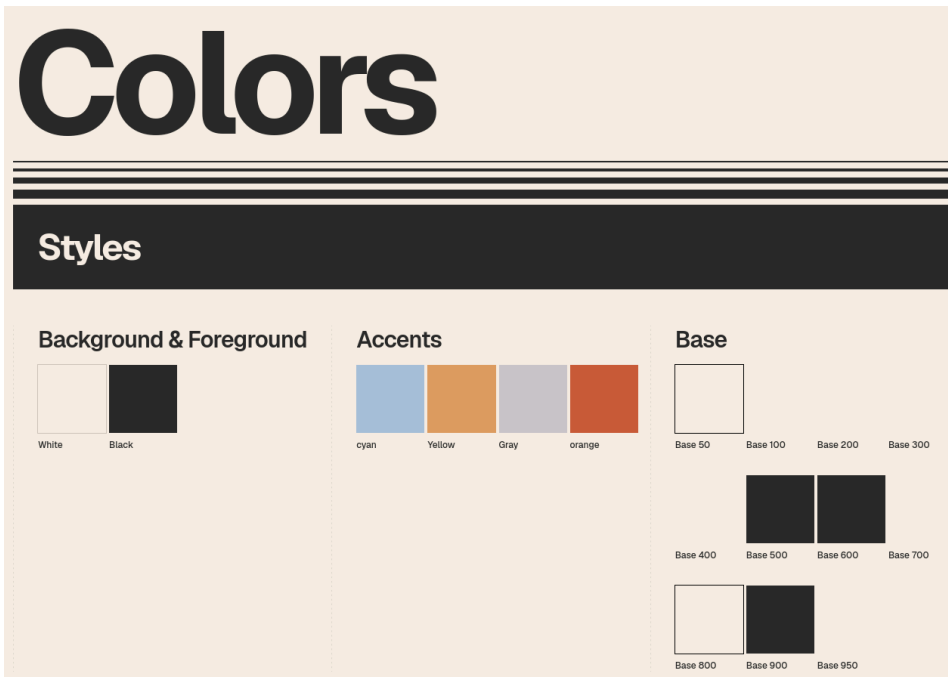 Colors
Styles
Background & Foreground
White
Black
Accents
cyan
Yellow
Gray
orange
Base
Base 50
Base 100
Base 200
Base 300
Base 400
Base 500
Base 600
Base 700
Base 800
Base 900
Base 950